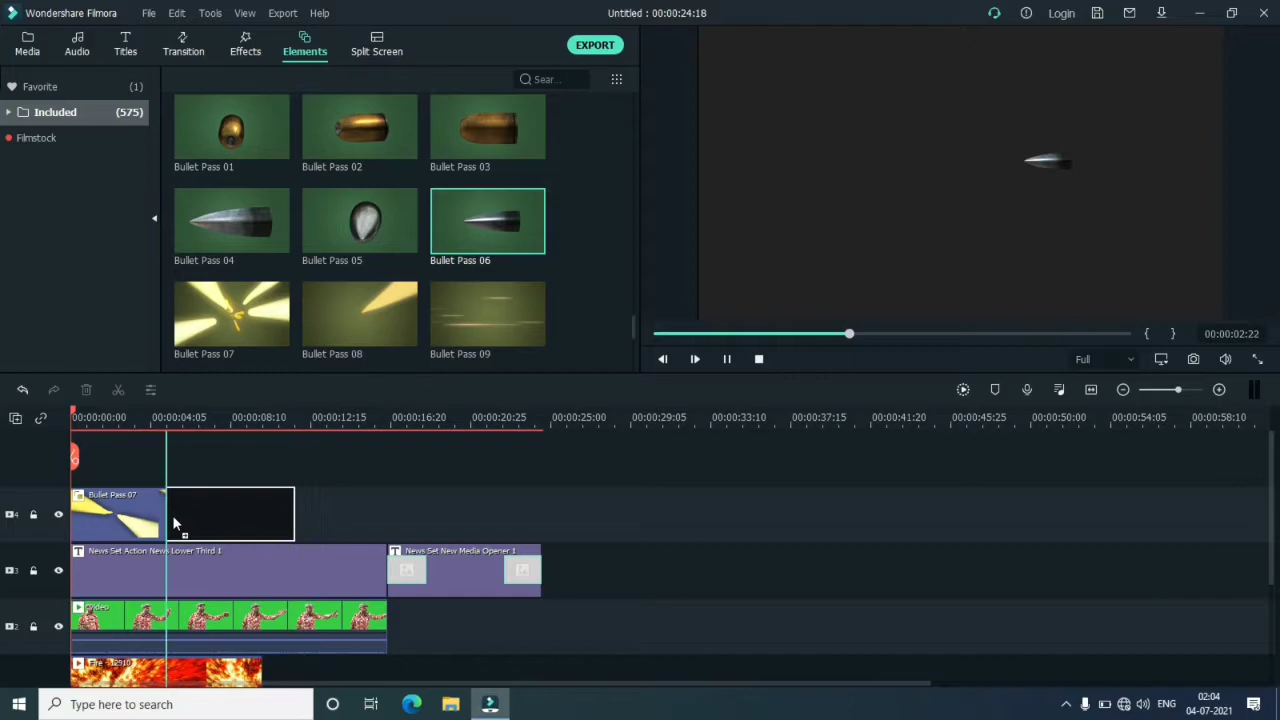 Wondershare Filmora File Edit Tools View Export Help Untitled : 00:00:24:18 Login
Media Audio Titles Transition Effects Elements Split Screen EXPORT
Favorite (1)
Included (575)
Filmstock
Sear...
Bullet Pass 01 Bullet Pass 02 Bullet Pass 03
Bullet Pass 04 Bullet Pass 05 Bullet Pass 06
Bullet Pass 07 Bullet Pass 08 Bullet Pass 09
{ } 00:00:02:22
Full
00:00:00:00 00:00:04:05 00:00:08:10 00:00:12:15 00:00:16:20 00:00:20:25 00:00:25:00 00:00:29:05 00:00:33:10 00:00:37:15 00:00:41:20 00:00:45:25 00:00:50:00 00:00:54:05 00:00:58:10
4 Bullet Pass 07
3 News Set Action News Lower Third 1 News Set New Media Opener 1
2
Fire - 12910
Type here to search ENG 02:04
04-07-2021